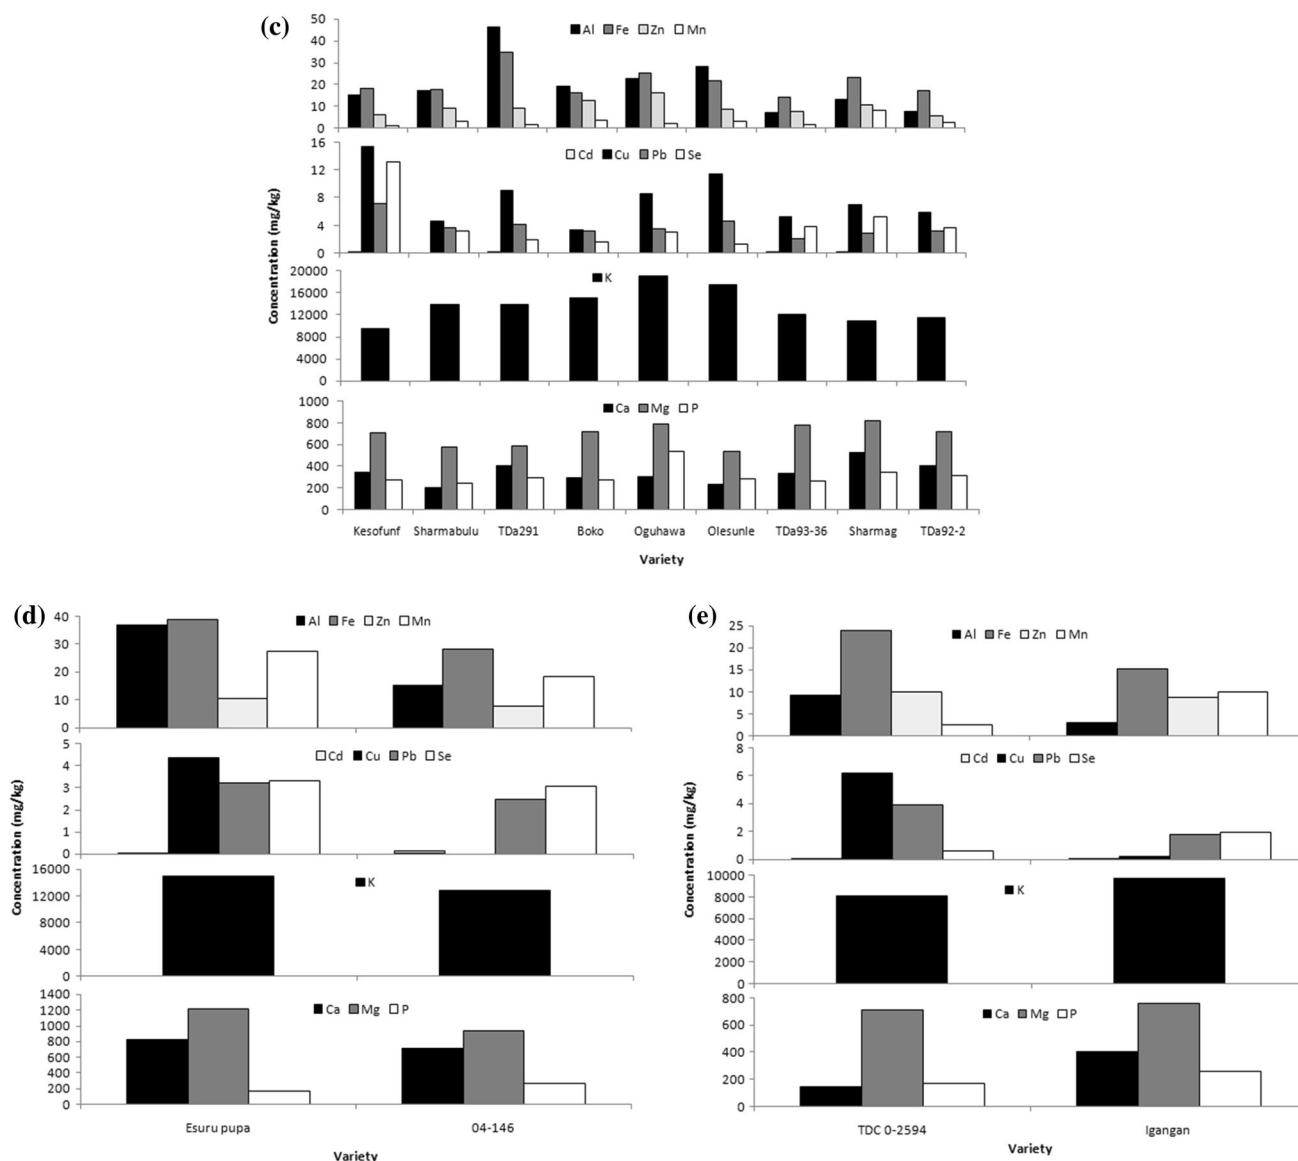 (c)
Al Fe Zn Mn
50
40
30
20
10
0
Cd Cu Pb Se
16
12
8
4
0
K
20000
16000
12000
8000
4000
0
Ca Mg P
1000
800
600
400
200
0
Concentration (mg/kg)
Kesofunf Sharmabulu TDa291 Boko Oguhawa Olesunle TDa93-36 Sharmag TDa92-2
Variety
(d)
Al Fe Zn Mn
40
30
20
10
0
Cd Cu Pb Se
5
4
3
2
1
0
K
16000
12000
8000
4000
0
Ca Mg P
1400
1200
1000
800
600
400
200
0
Concentration (mg/kg)
Esuru pupa 04-146
Variety
(e)
Al Fe Zn Mn
25
20
15
10
5
0
Cd Cu Pb Se
8
6
4
2
0
K
10000
8000
6000
4000
2000
0
Ca Mg P
800
600
400
200
0
Concentration (mg/kg)
TDC 0-2594 Igangan
Variety